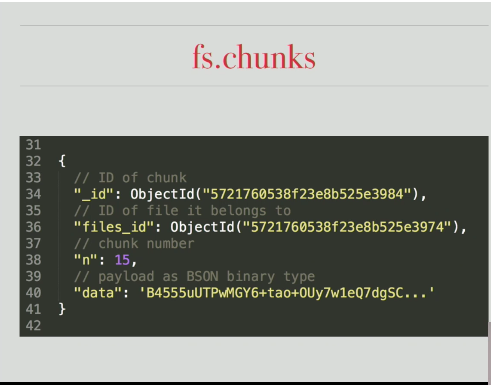 fs.chunks
31
32 {
33 // ID of chunk
34 "_id": ObjectId("5721760538f23e8b525e3984"),
35 // ID of file it belongs to
36 "files_id": ObjectId("5721760538f23e8b525e3974"),
37 // chunk number
38 "n": 15,
39 // payload as BSON binary type
40 "data": 'B4555uUTPwMGY6+tao+OUy7w1eQ7dgSC...'
41 }
42